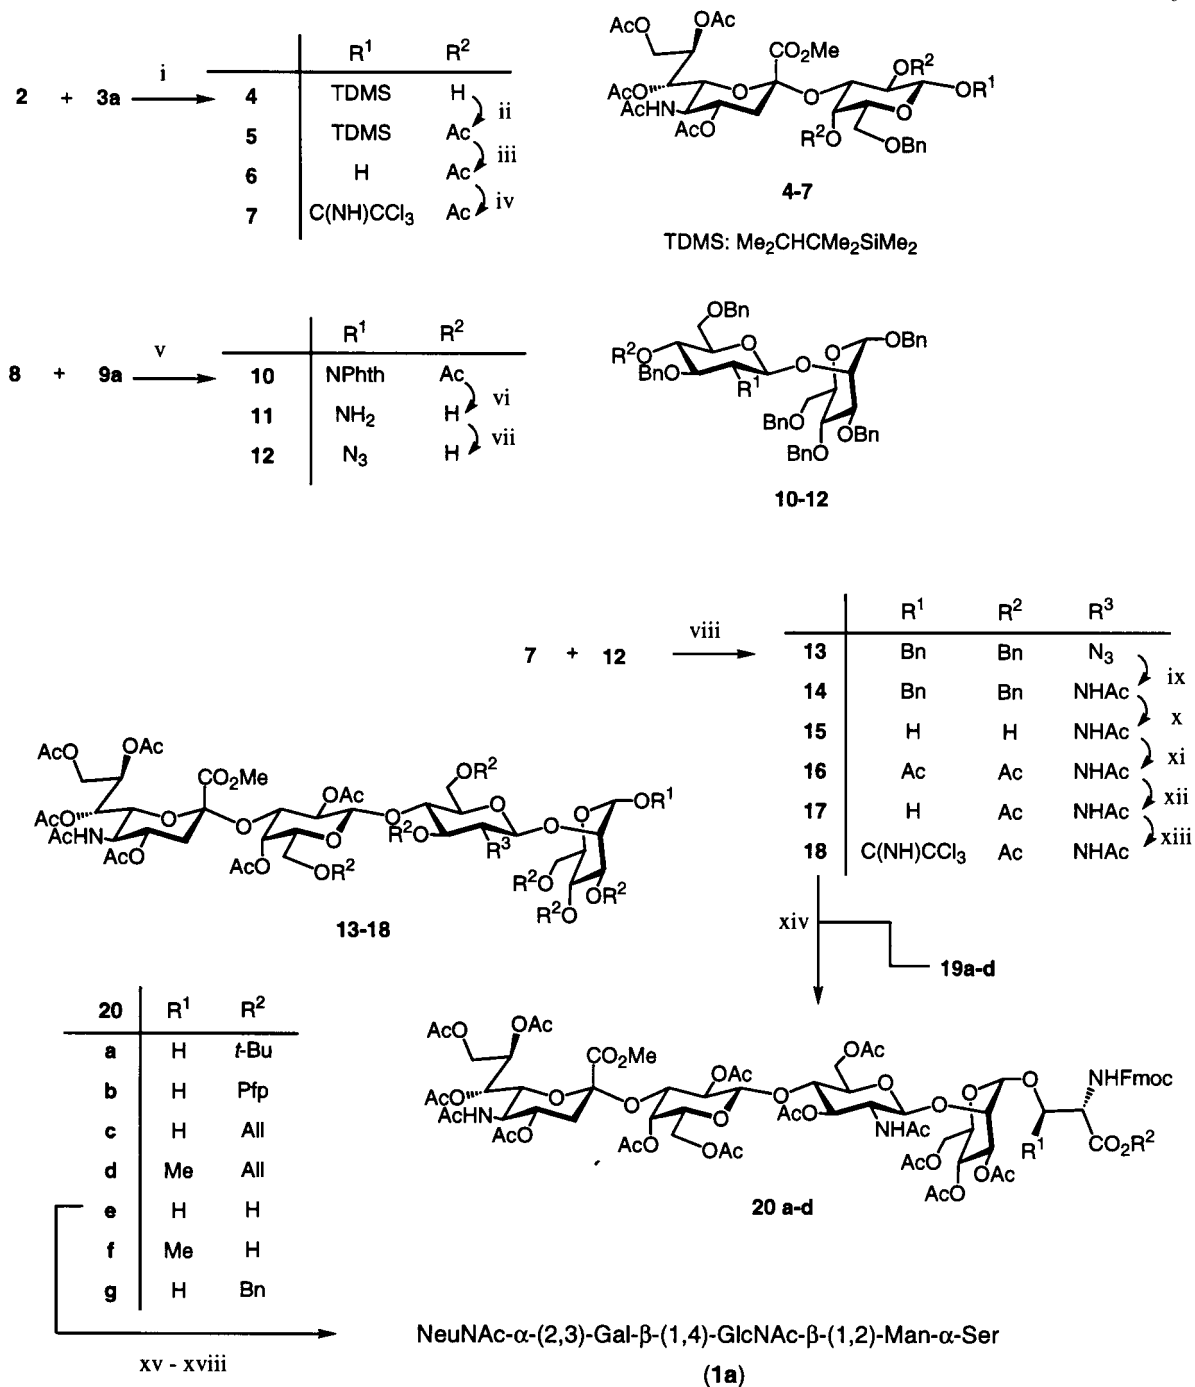 R¹ R²
2 + 3a i 4 TDMS H ii
5 TDMS Ac iii
6 H Ac iv
7 C(NH)CCl₃ Ac
AcO OAc CO₂Me OR²
AcO O O OR¹
AcHN O
AcO R²O OBn
4-7
TDMS: Me₂CHCMe₂SiMe₂
R¹ R²
8 + 9a v 10 NPhth Ac vi
11 NH₂ H vii
12 N₃ H
OBn
R²O O O OBn
BnO R¹ O
BnO OBn
BnO
10-12
R¹ R² R³
7 + 12 viii 13 Bn Bn N₃ ix
14 Bn Bn NHAc x
15 H H NHAc xi
16 Ac Ac NHAc xii
17 H Ac NHAc xiii
18 C(NH)CCl₃ Ac NHAc
AcO OAc CO₂Me OAc OR² OR¹
AcO O O O O O O
AcHN O R²O R³
AcO AcO OR² R²O OR²
R²O
13-18
xiv
19a-d
20 R¹ R²
a H t-Bu
b H Pfp
c H All
d Me All
e H H
f Me H
g H Bn
AcO OAc CO₂Me OAc OAc O NHFmoc
AcO O O O O O O
AcHN O AcO NHAc R¹ CO₂R²
AcO AcO OAc AcO OAc
AcO
20 a-d
NeuNAc-α-(2,3)-Gal-β-(1,4)-GlcNAc-β-(1,2)-Man-α-Ser
xv - xviii
(1a)